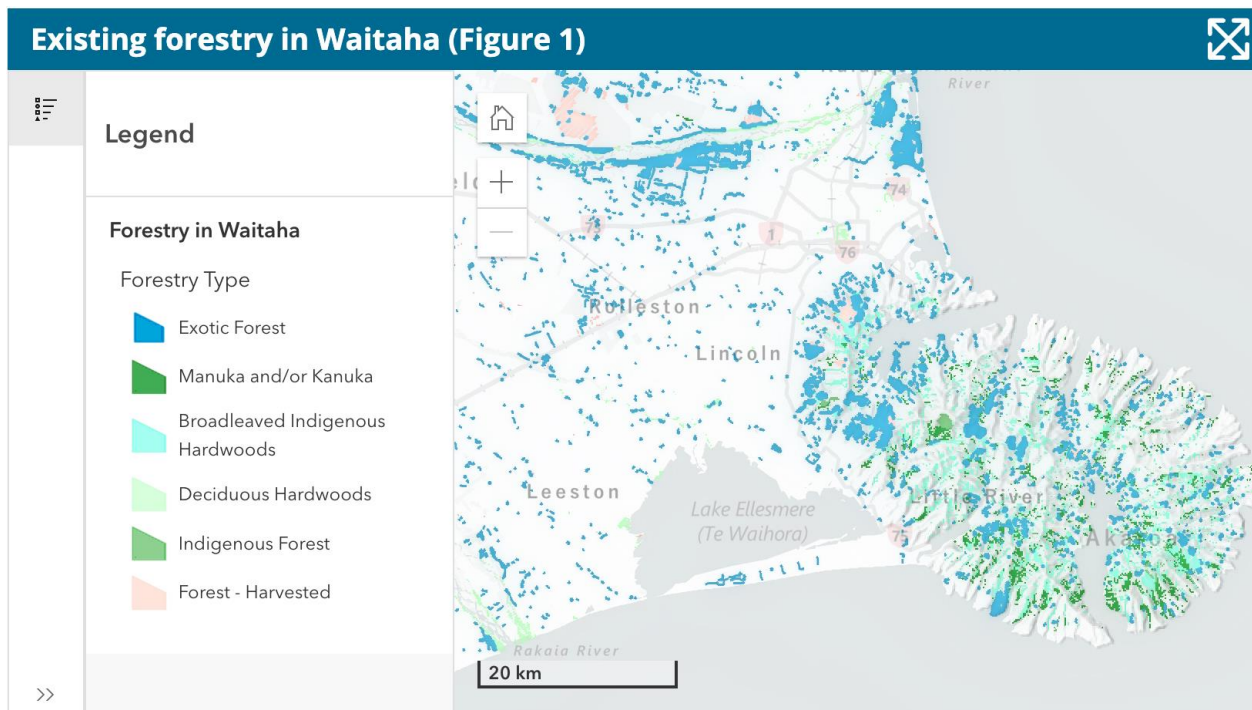 Existing forestry in Waitaha (Figure 1)
Legend
Forestry in Waitaha
Forestry Type
Exotic Forest
Manuka and/or Kanuka
Broadleaved Indigenous
Hardwoods
Deciduous Hardwoods
Indigenous Forest
Forest - Harvested
River
74
73
1
76
Rolleston
Lincoln
Leeston
Lake Ellesmere
(Te Waihora)
Little River
75
Akaroa
Rakaia River
20 km